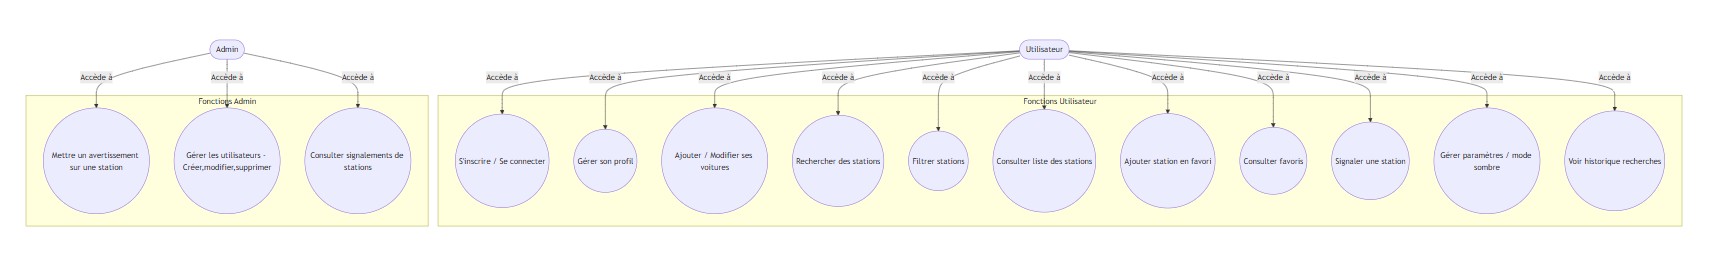 Admin
Utilisateur
Accède à
Accède à
Accède à
Accède à
Accède à
Accède à
Accède à
Accède à
Accède à
Accède à
Accède à
Accède à
Accède à
Accède à
Fonctions Admin
Fonctions Utilisateur
Mettre un avertissement
sur une station
Gérer les utilisateurs -
Créer,modifier,supprimer
Consulter signalements de
stations
S'inscrire / Se connecter
Gérer son profil
Ajouter / Modifier ses
voitures
Rechercher des stations
Filtrer stations
Consulter liste des stations
Ajouter station en favori
Consulter favoris
Signaler une station
Gérer paramètres / mode
sombre
Voir historique recherches